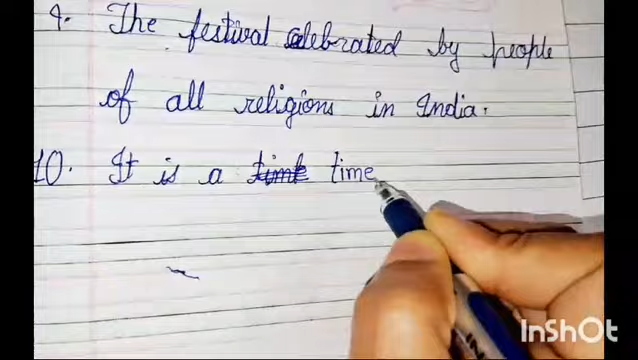 9. The festival celebrated by people
of all religions in India.
10. It is a time time
InShOt